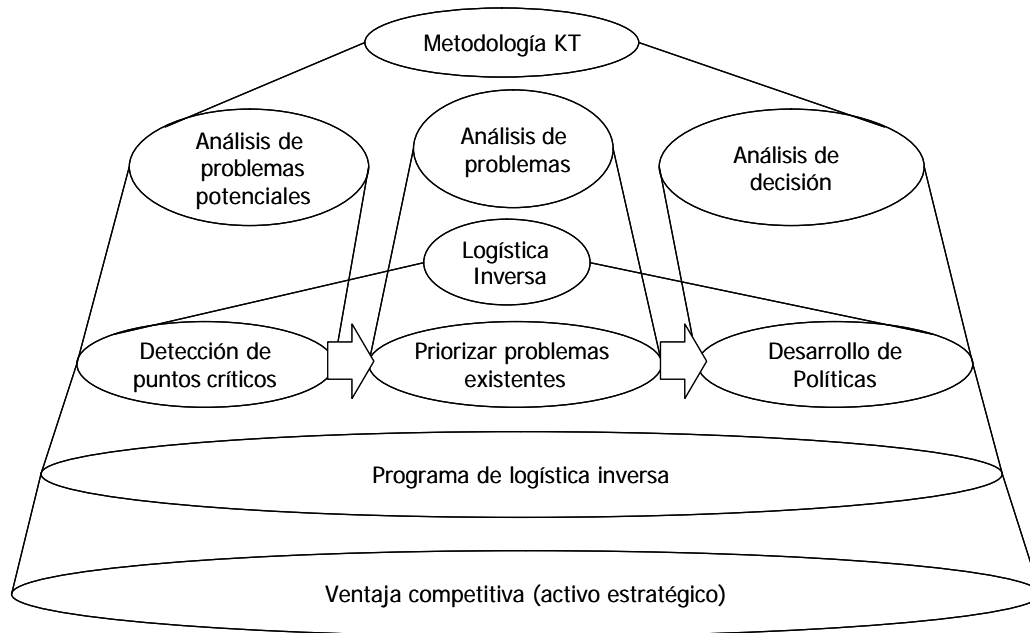 Metodología KT
Análisis de
problemas
potenciales
Análisis de
problemas
Análisis de
decisión
Logística
Inversa
Detección de
puntos críticos
Priorizar problemas
existentes
Desarrollo de
Políticas
Programa de logística inversa
Ventaja competitiva (activo estratégico)